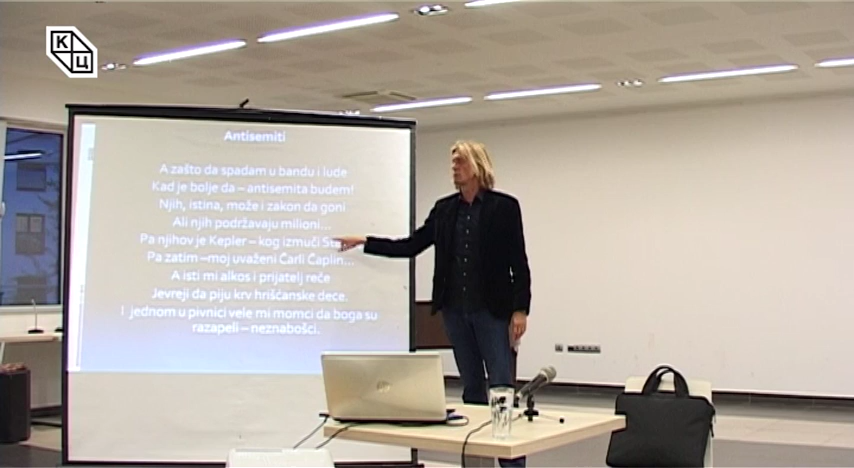 КЦ
Antisemiti
A zašto da spadam u bandu i lude
Kad je bolje da – antisemita budem!
Njih, istina, može i zakon da goni
Ali njih podržavaju milioni...
Pa njihov je Kepler – kog izmuči
Pa zatim –moj uvaženi Čarli Čaplin...
A isti mi alkos i prijatelj reče
Jevreji da piju krv hrišćanske dece.
I jednom u pivnici vele mi momci da boga su
razapeli – neznabošci.
hp